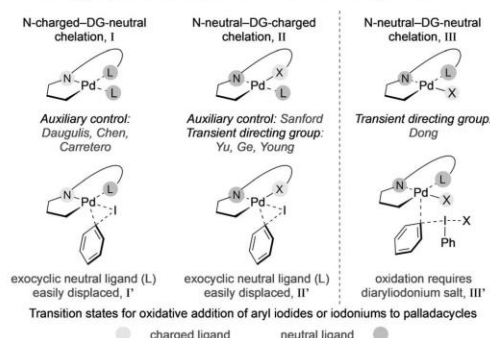 N-charged–DG-neutral
chelation, I
N-neutral–DG-charged
chelation, II
N-neutral–DG-neutral
chelation, III
N Pd L L
N Pd X L
N Pd L X
Auxiliary control:
Daugulis, Chen,
Carretero
Auxiliary control: Sanford
Transient directing group:
Yu, Ge, Young
Transient directing group:
Dong
N Pd L I
N Pd X I
N Pd L X
I X
Ph
exocyclic neutral ligand (L)
easily displaced, I'
exocyclic neutral ligand (L)
easily displaced, II'
oxidation requires
diaryliodonium salt, III'
Transition states for oxidative addition of aryl iodides or iodoniums to palladacycles
charged ligand neutral ligand